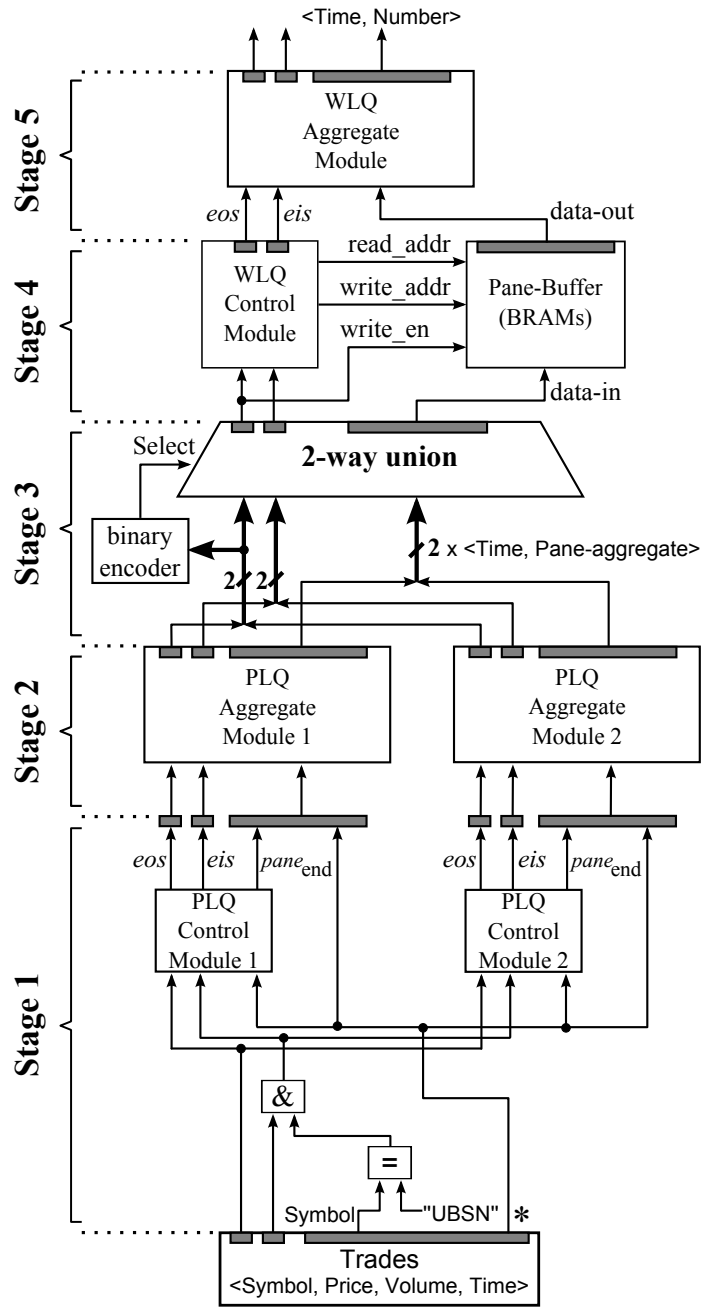 <Time, Number>
Stage 5
WLQ
Aggregate
Module
eos
eis
data-out
Stage 4
WLQ
Control
Module
read_addr
write_addr
write_en
Pane-Buffer
(BRAMs)
data-in
Stage 3
Select
2-way union
binary
encoder
2
2
2 x <Time, Pane-aggregate>
Stage 2
PLQ
Aggregate
Module 1
PLQ
Aggregate
Module 2
Stage 1
eos
eis
pane_end
eos
eis
pane_end
PLQ
Control
Module 1
PLQ
Control
Module 2
&
=
Symbol
"UBSN"
*
Trades
<Symbol, Price, Volume, Time>